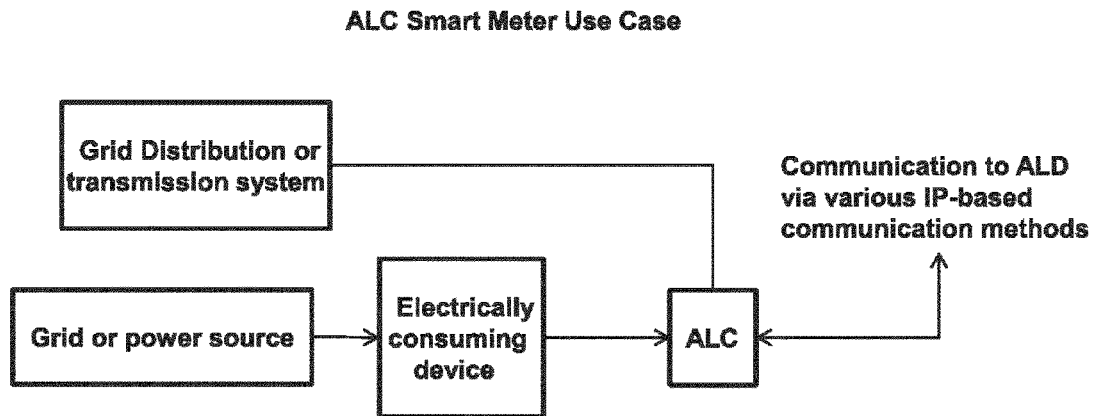 ALC Smart Meter Use Case
Grid Distribution or
transmission system
Communication to ALD
via various IP-based
communication methods
Grid or power source
Electrically
consuming
device
ALC